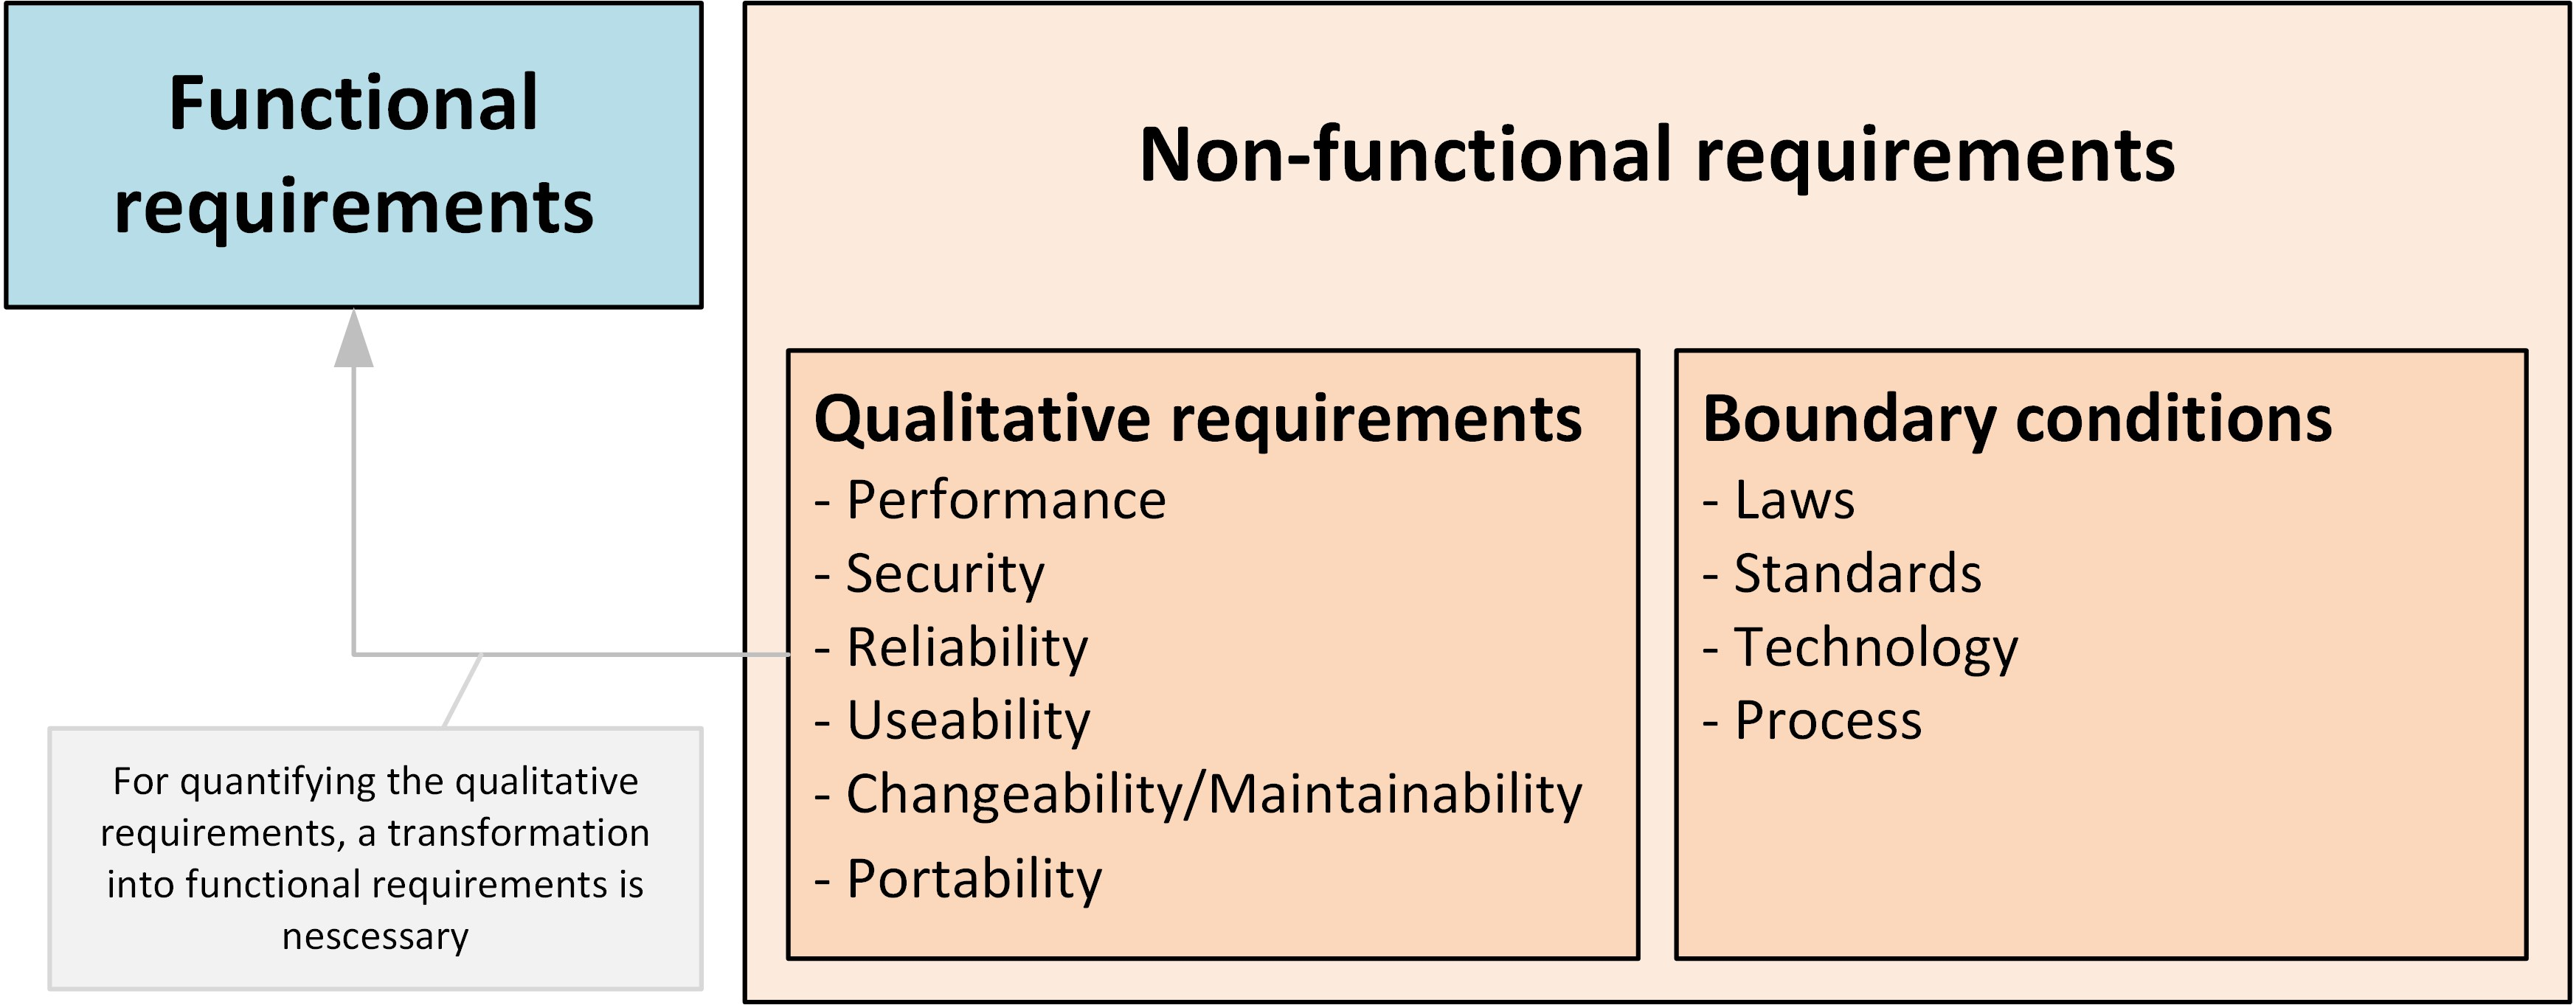 Functional
requirements
Non-functional requirements
Qualitative requirements
- Performance
- Security
- Reliability
- Useability
- Changeability/Maintainability
- Portability
Boundary conditions
- Laws
- Standards
- Technology
- Process
For quantifying the qualitative
requirements, a transformation
into functional requirements is
nescessary